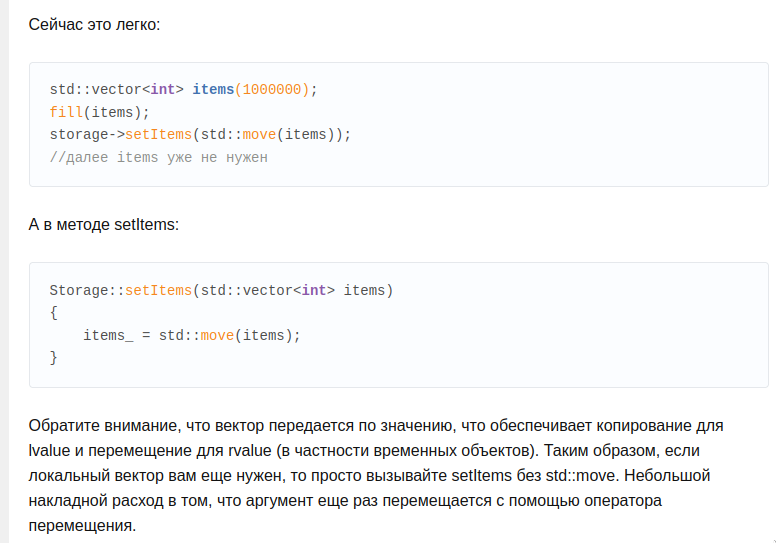 Сейчас это легко:
std::vector<int> items(1000000);
fill(items);
storage->setItems(std::move(items));
//далее items уже не нужен
А в методе setItems:
Storage::setItems(std::vector<int> items)
{
    items_ = std::move(items);
}
Обратите внимание, что вектор передается по значению, что обеспечивает копирование для
lvalue и перемещение для rvalue (в частности временных объектов). Таким образом, если
локальный вектор вам еще нужен, то просто вызывайте setItems без std::move. Небольшой
накладной расход в том, что аргумент еще раз перемещается с помощью оператора
перемещения.